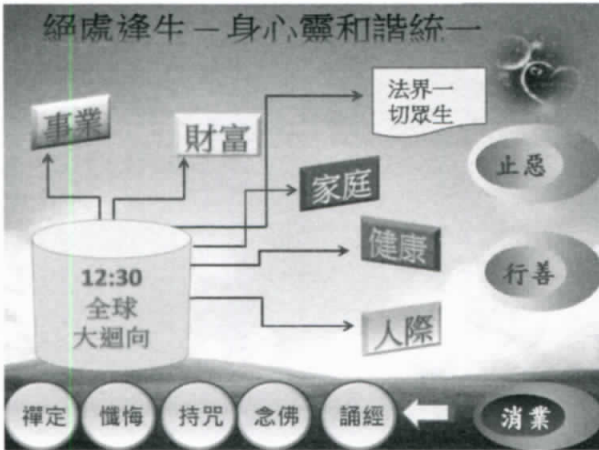 絕處逢生－身心靈和諧統一
事業
財富
法界一
切眾生
止惡
家庭
健康
行善
12:30
全球
大迴向
人際
禪定
懺悔
持咒
念佛
誦經
消業